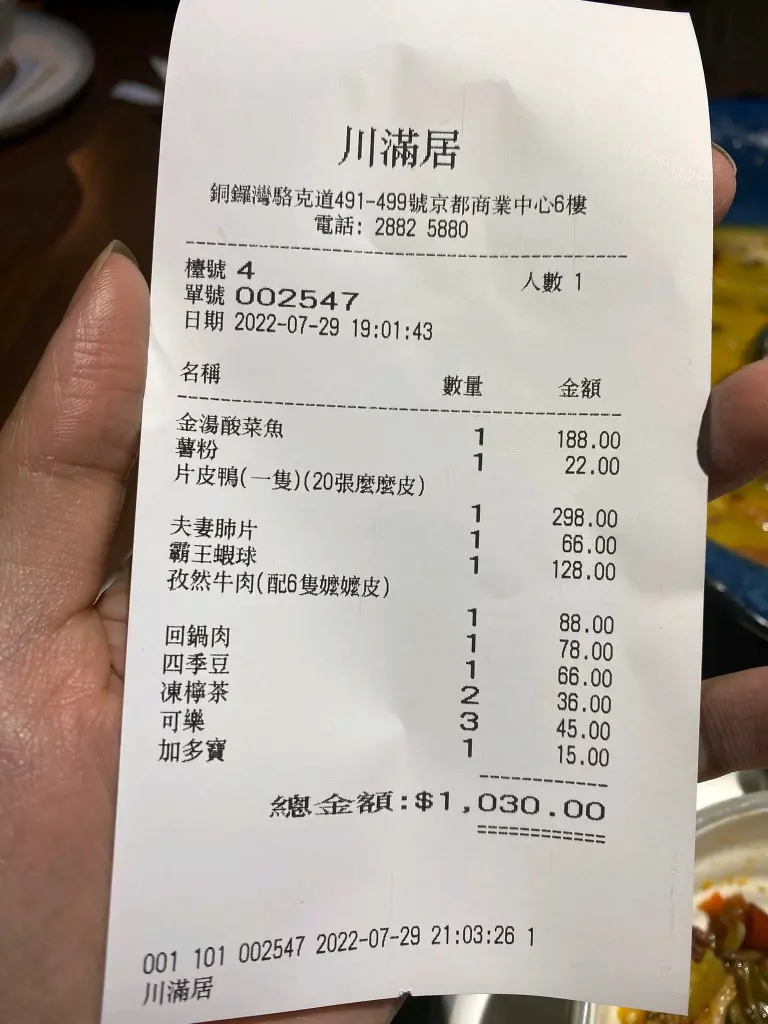 川滿居
銅鑼灣駱克道491-499號京都商業中心6樓
電話: 2882 5880
檯號 4 人數 1
單號 002547
日期 2022-07-29 19:01:43
名稱 數量 金額
金湯酸菜魚 1 188.00
薯粉 1 22.00
片皮鴨(一隻)(20張麼麼皮)
1 298.00
夫妻肺片 1 66.00
霸王蝦球 1 128.00
孜然牛肉(配6隻嬤嬤皮)
1 88.00
回鍋肉 1 78.00
四季豆 1 66.00
凍檸茶 2 36.00
可樂 3 45.00
加多寶 1 15.00
總金額:$1,030.00
001 101 002547 2022-07-29 21:03:26 1
川滿居